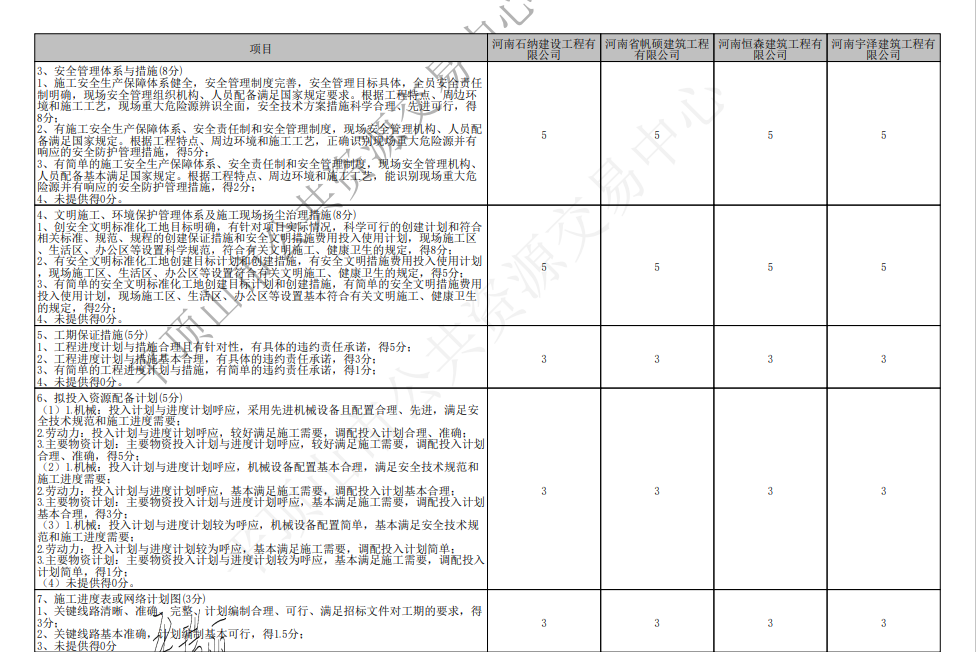 项目
河南石纳建设工程有限公司
河南省帆硕建筑工程有限公司
河南恒森建筑工程有限公司
河南宇泽建筑工程有限公司
3、安全管理体系与措施(8分)
1、施工安全生产保障体系健全，安全管理制度完善，安全管理目标具体，全员安全责任
制明确，现场安全管理组织机构、人员配备满足国家规定要求。根据工程特点、周边环
境和施工工艺，现场重大危险源辨识全面，安全技术方案措施科学合理、先进可行，得
8分；
2、有施工安全生产保障体系、安全责任制和安全管理制度，现场安全管理机构、人员配
备满足国家规定。根据工程特点、周边环境和施工工艺，正确识别现场重大危险源并有
响应的安全防护管理措施，得5分；
3、有简单的施工安全生产保障体系、安全责任制和安全管理制度，现场安全管理机构、
人员配备基本满足国家规定。根据工程特点、周边环境和施工工艺，能识别现场重大危
险源并有响应的安全防护管理措施，得2分；
4、未提供得0分。
5
5
5
5
4、文明施工、环境保护管理体系及施工现场扬尘治理措施(8分)
1、创安全文明标准化工地目标明确，有针对项目实际情况，科学可行的创建计划和符合
相关标准、规范、规程的创建保证措施和安全文明措施费用投入使用计划，现场施工区
、生活区、办公区等设置科学规范，符合有关文明施工、健康卫生的规定，得8分；
2、有安全文明标准化工地创建目标计划和创建措施，有安全文明措施费用投入使用计划
，现场施工区、生活区、办公区等设置符合有关文明施工、健康卫生的规定，得5分；
3、有简单的安全文明标准化工地创建目标计划和创建措施，有简单的安全文明措施费用
投入使用计划，现场施工区、生活区、办公区等设置基本符合有关文明施工、健康卫生
的规定，得2分；
4、未提供得0分。
5
5
5
5
5、工期保证措施(5分)
1、工程进度计划与措施合理且有针对性，有具体的违约责任承诺，得5分；
2、工程进度计划与措施基本合理，有具体的违约责任承诺，得3分；
3、有简单的工程进度计划与措施，有简单的违约责任承诺，得1分；
4、未提供得0分。
3
3
3
3
6、拟投入资源配备计划(5分)
（1）1.机械：投入计划与进度计划呼应，采用先进机械设备且配置合理、先进，满足安
全技术规范和施工进度需要；
2.劳动力：投入计划与进度计划呼应，较好满足施工需要，调配投入计划合理、准确；
3.主要物资计划：主要物资投入计划与进度计划呼应，较好满足施工需要，调配投入计划
合理、准确，得5分；
（2）1.机械：投入计划与进度计划呼应，机械设备配置基本合理，满足安全技术规范和
施工进度需要；
2.劳动力：投入计划与进度计划呼应，基本满足施工需要，调配投入计划基本合理；
3.主要物资计划：主要物资投入计划与进度计划呼应，基本满足施工需要，调配投入计划
基本合理，得3分；
（3）1.机械：投入计划与进度计划较为呼应，机械设备配置简单，基本满足安全技术规
范和施工进度需要；
2.劳动力：投入计划与进度计划较为呼应，基本满足施工需要，调配投入计划简单；
3.主要物资计划：主要物资投入计划与进度计划较为呼应，基本满足施工需要，调配投入
计划简单，得1分；
（4）未提供得0分。
3
3
3
3
7、施工进度表或网络计划图(3分)
1、关键线路清晰、准确、完整、计划编制合理、可行、满足招标文件对工期的要求，得
3分；
2、关键线路基本准确，计划编制基本可行，得1.5分；
3、未提供得0分
3
3
3
3